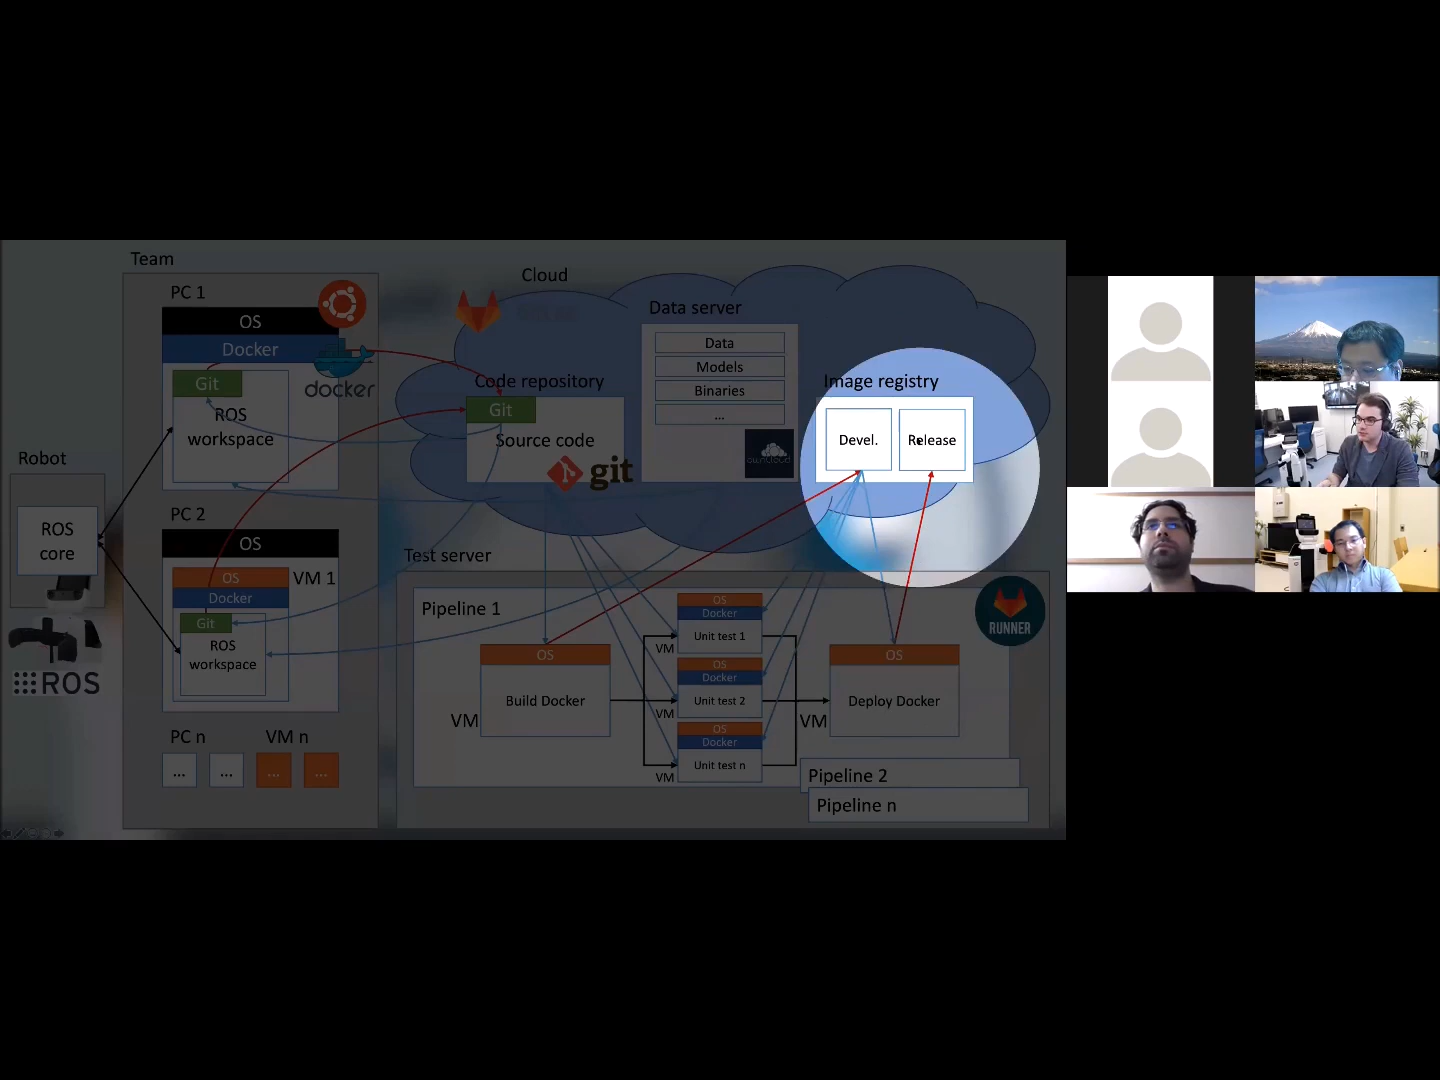 Team
PC 1
OS
Docker
docker
Git
ROS
workspace
Robot
ROS
core
PC 2
OS
OS
VM 1
Docker
Git
ROS
workspace
ROS
PC n
VM n
...
...
...
...
Cloud
Code repository
Git
Source code
git
Data server
Data
Models
Binaries
...
ownCloud
Image registry
Devel.
Release
Test server
Pipeline 1
OS
Build Docker
VM
OS
Docker
Unit test 1
VM
OS
Docker
Unit test 2
VM
OS
Docker
Unit test n
VM
OS
Deploy Docker
VM
RUNNER
Pipeline 2
Pipeline n